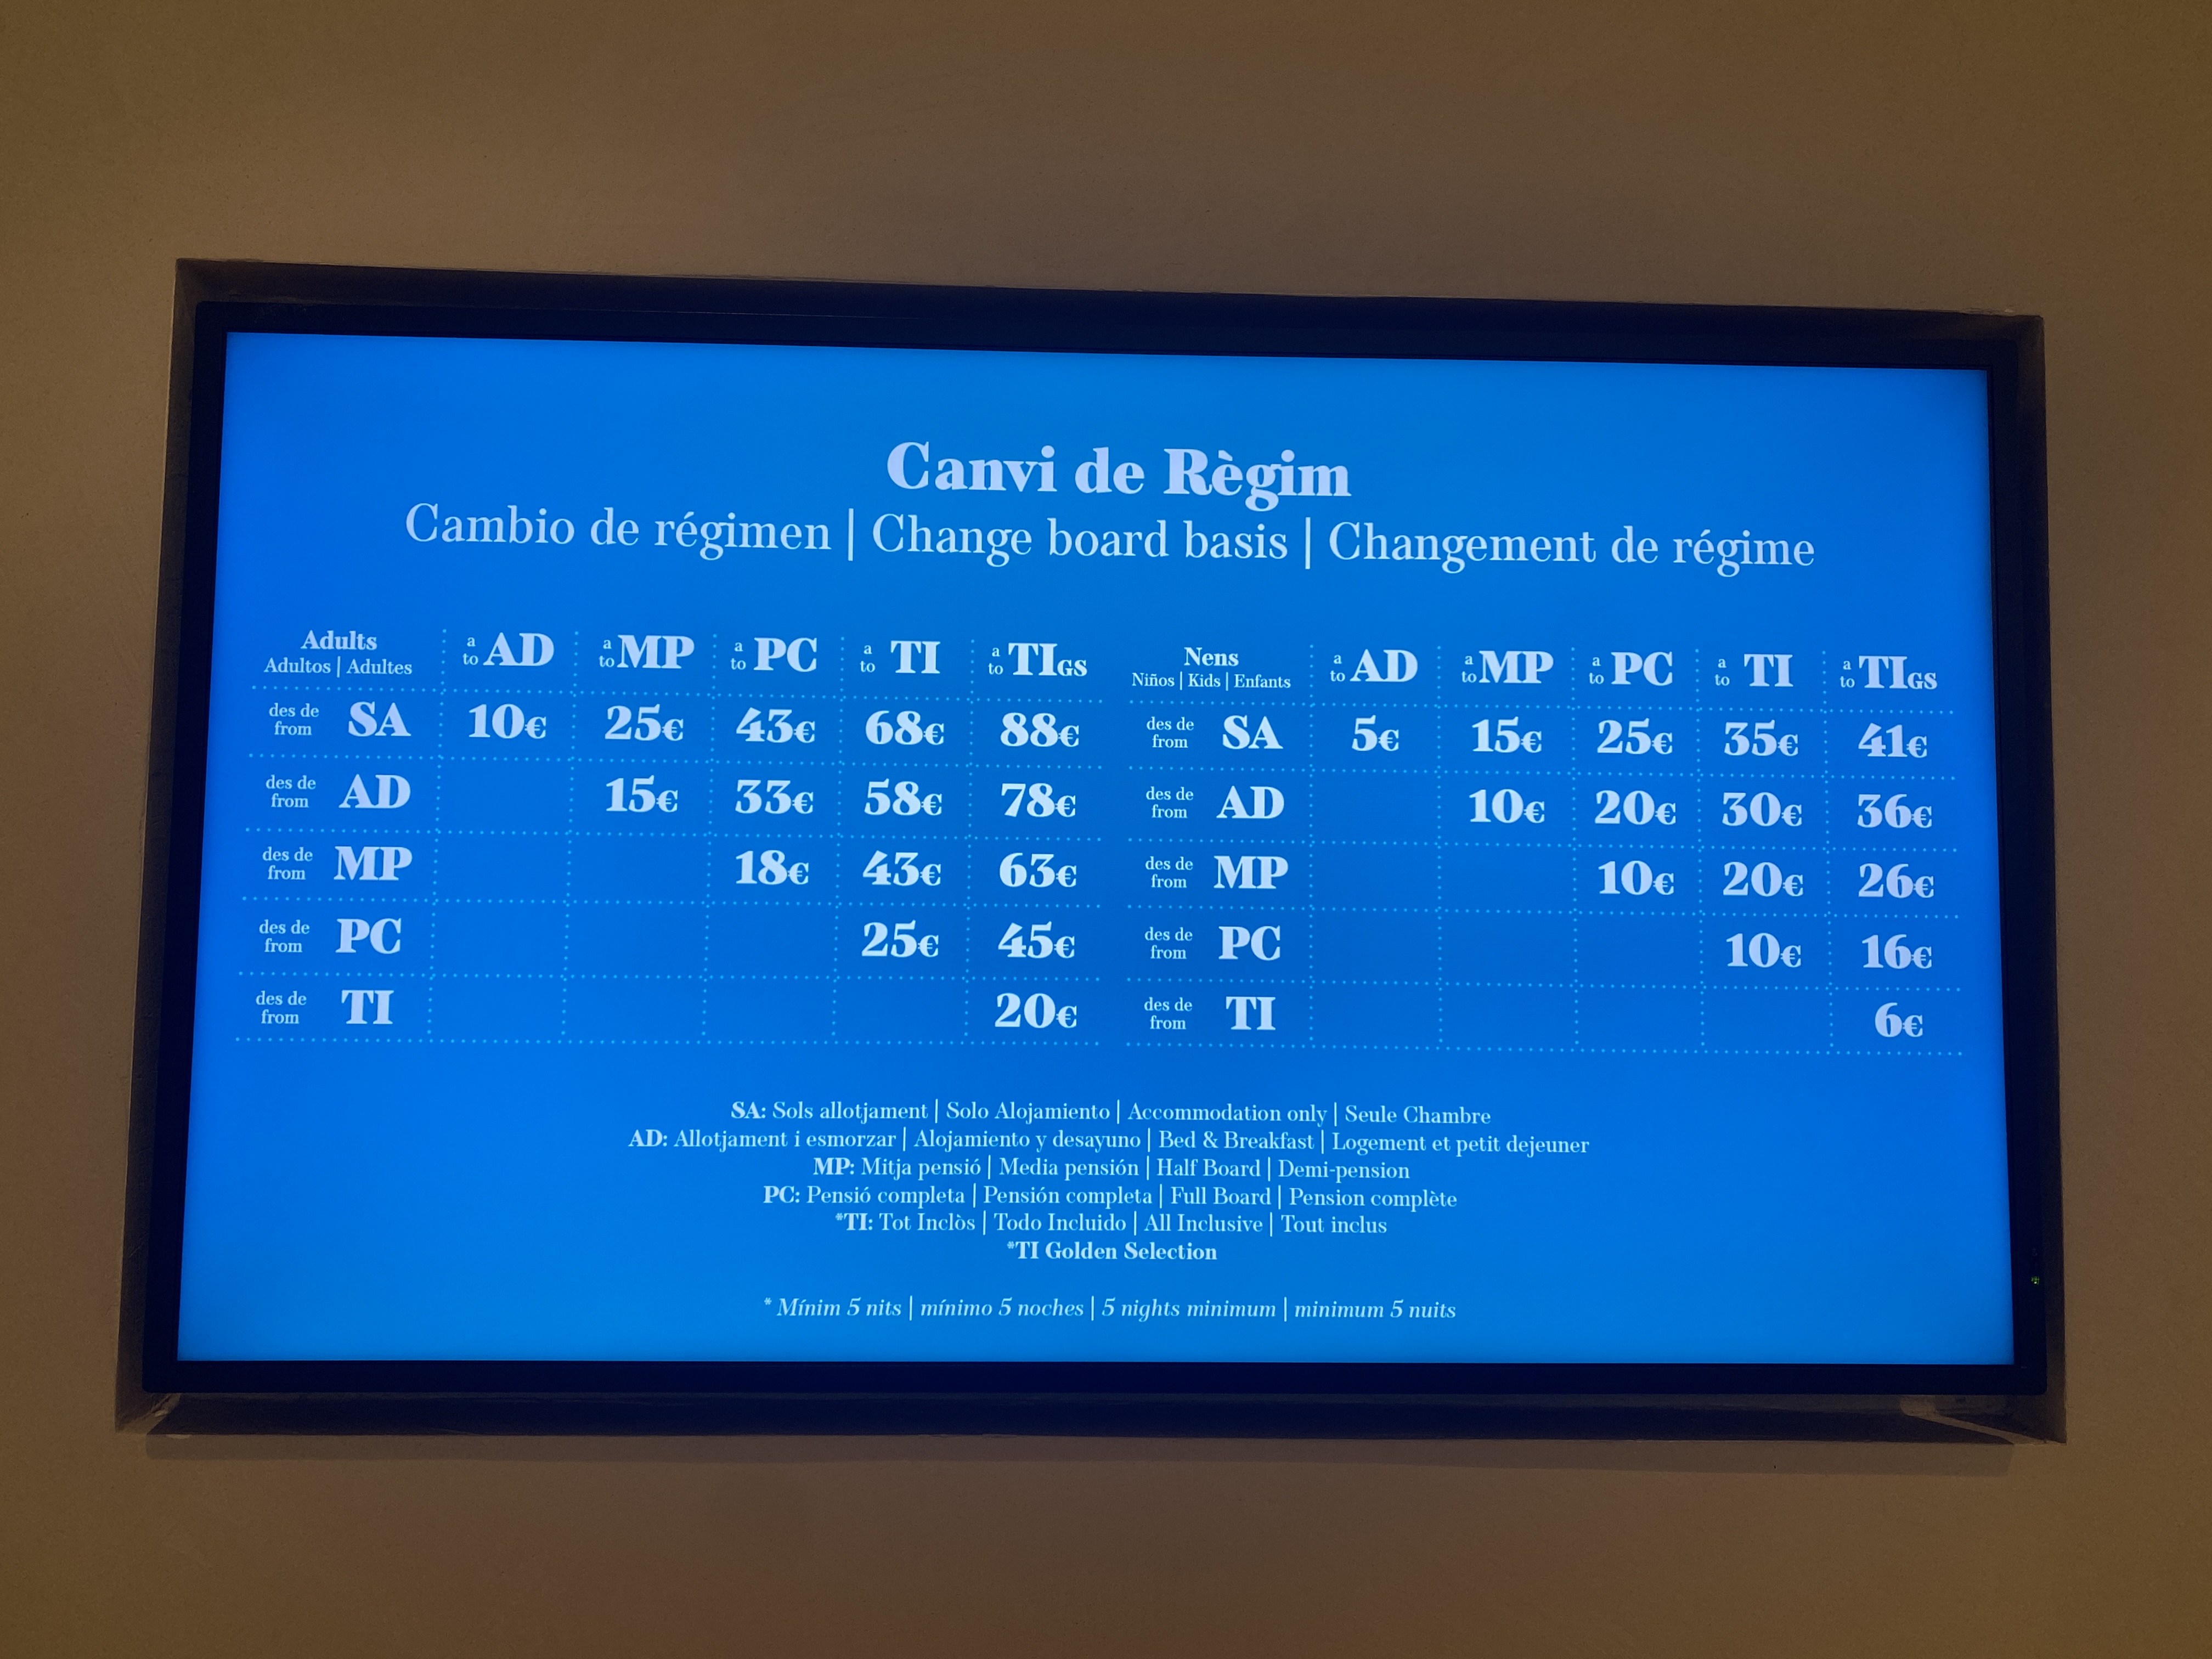 Canvi de Règim
Cambio de régimen | Change board basis | Changement de régime
Adults
Adultos | Adultes
a to AD a to MP a to PC a to TI a to TIGS
des de from SA 10€ 25€ 43€ 68€ 88€
des de from AD 15€ 33€ 58€ 78€
des de from MP 18€ 43€ 63€
des de from PC 25€ 45€
des de from TI 20€
Nens
Niños | Kids | Enfants
a to AD a to MP a to PC a to TI a to TIGS
des de from SA 5€ 15€ 25€ 35€ 41€
des de from AD 10€ 20€ 30€ 36€
des de from MP 10€ 20€ 26€
des de from PC 10€ 16€
des de from TI 6€
SA: Sols allotjament | Solo Alojamiento | Accommodation only | Seule Chambre
AD: Allotjament i esmorzar | Alojamiento y desayuno | Bed & Breakfast | Logement et petit dejeuner
MP: Mitja pensió | Media pensión | Half Board | Demi-pension
PC: Pensió completa | Pensión completa | Full Board | Pension complète
*TI: Tot Inclòs | Todo Incluido | All Inclusive | Tout inclus
*TI Golden Selection
* Mínim 5 nits | mínimo 5 noches | 5 nights minimum | minimum 5 nuits